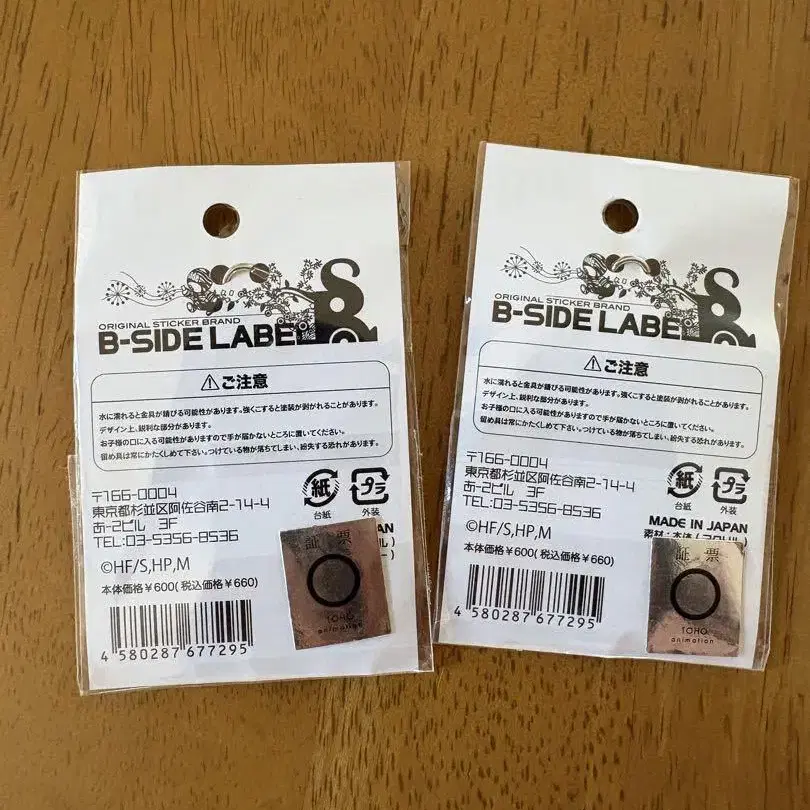 ORIGINAL STICKER BRAND
B-SIDE LABEL
⚠ご注意
水に濡れると金具が錆びる可能性があります。強くこすると塗装が剥がれることがあります。
デザイン上、鋭利な部分があります。
お子様の口に入る可能性がありますので手が届かないところに置いてください。
留め具は常にかたくしめて下さい。つけている物が落ちてしまい、紛失する恐れがあります。
〒166-0004
東京都杉並区阿佐谷南2-14-4
あ-2ビル 3F
TEL:03-5356-8536
紙
台紙
プラ
外装
©HF/S,HP,M
本体価格¥600(税込価格¥660)
4 580287 677295
証 票
TOHO
animation
ORIGINAL STICKER BRAND
B-SIDE LABEL
⚠ご注意
水に濡れると金具が錆びる可能性があります。強くこすると塗装が剥がれることがあります。
デザイン上、鋭利な部分があります。
お子様の口に入る可能性がありますので手が届かないところに置いてください。
留め具は常にかたくしめて下さい。つけている物が落ちてしまい、紛失する恐れがあります。
〒166-0004
東京都杉並区阿佐谷南2-14-4
あ-2ビル 3F
TEL:03-5356-8536
紙
台紙
プラ
外装
MADE IN JAPAN
素材:本体
©HF/S,HP,M
本体価格¥600(税込価格¥660)
4 580287 677295
証 票
TOHO
animation